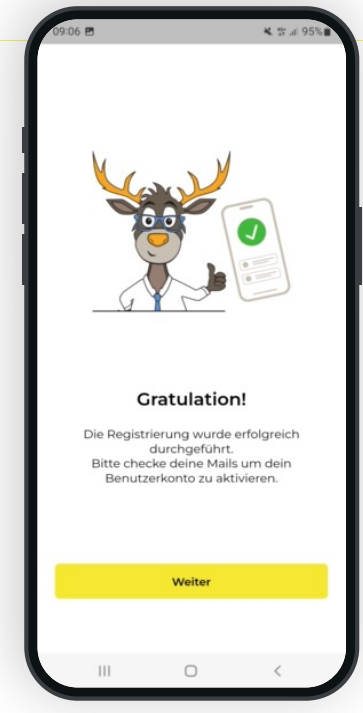 09:06
95%
Gratulation!
Die Registrierung wurde erfolgreich
durchgeführt.
Bitte checke deine Mails um dein
Benutzerkonto zu aktivieren.
Weiter